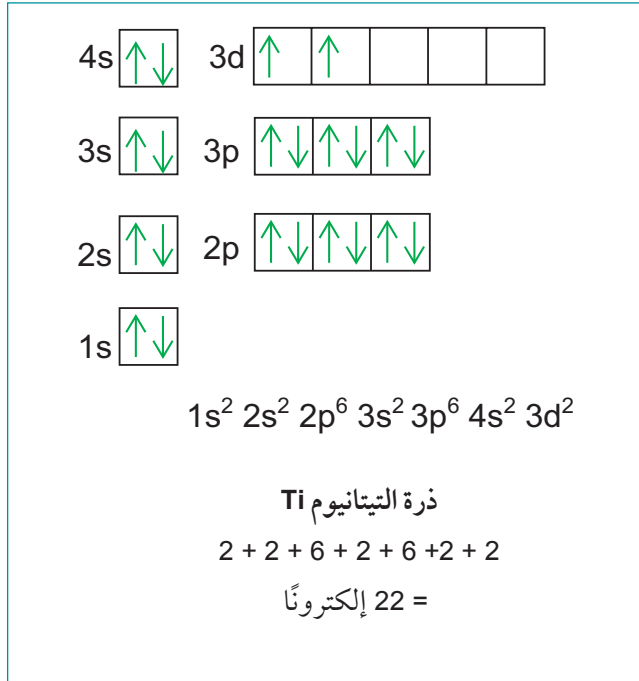 4s 3d
3s 3p
2s 2p
1s
1s² 2s² 2p⁶ 3s² 3p⁶ 4s² 3d²
ذرة التيتانيوم Ti
2 + 2 + 6 + 2 + 6 +2 + 2
= 22 إلكترونًا